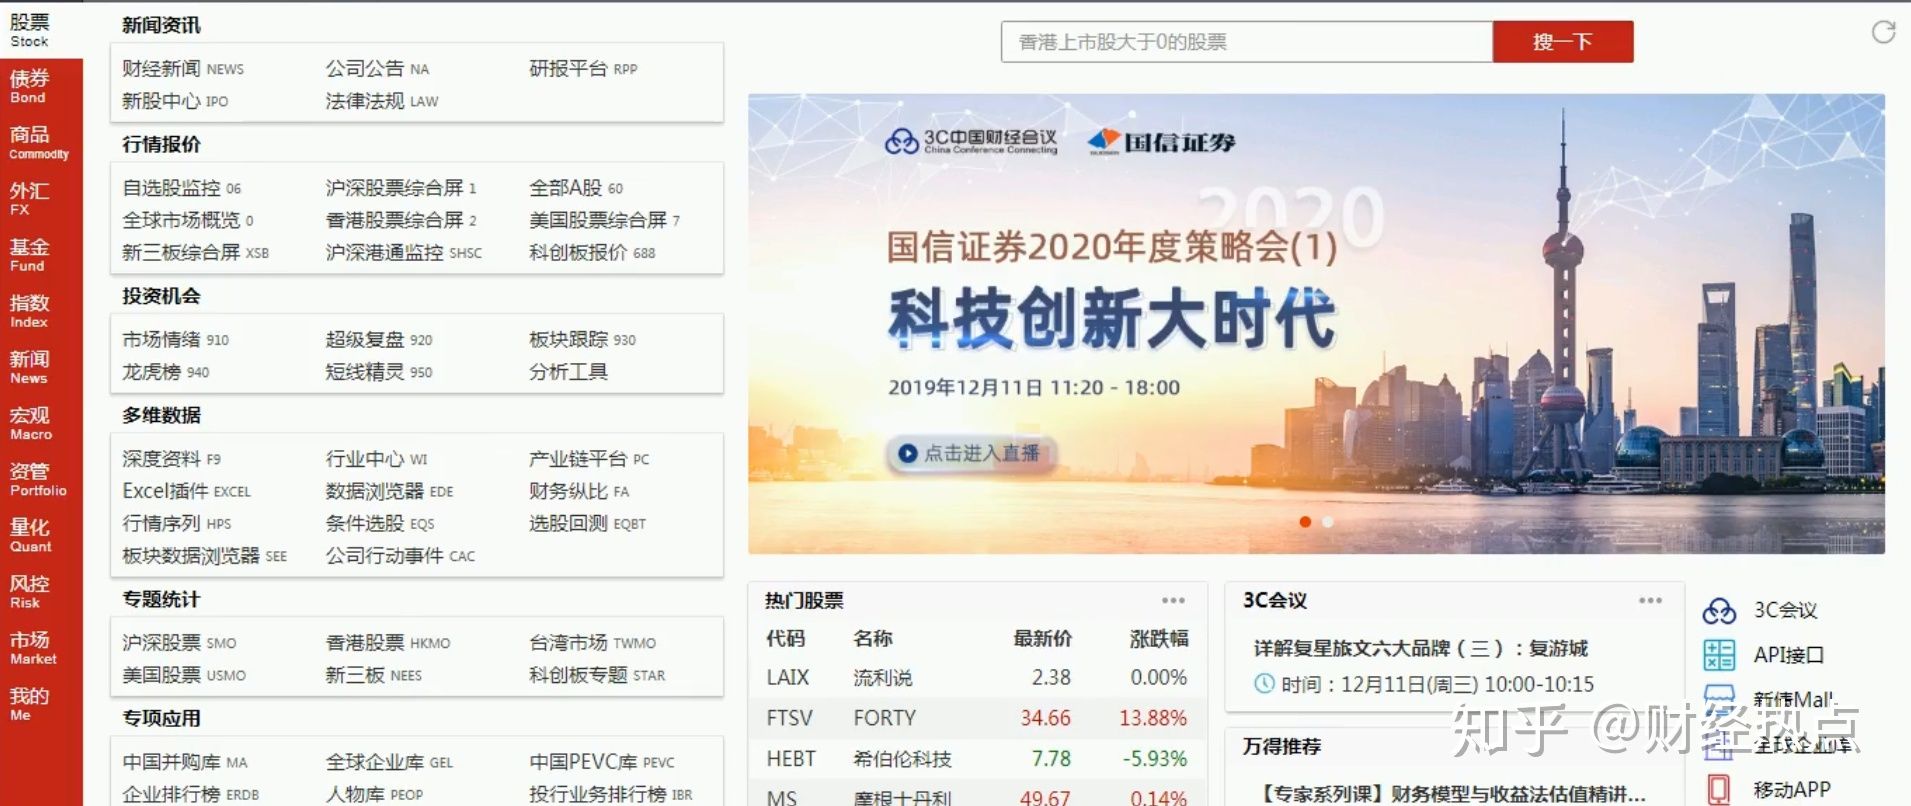 股票
Stock
债券
Bond
商品
Commodity
外汇
FX
基金
Fund
指数
Index
新闻
News
宏观
Macro
资管
Portfolio
量化
Quant
风控
Risk
市场
Market
我的
Me
新闻资讯
财经新闻 NEWS 公司公告 NA 研报平台 RPP
新股中心 IPO 法律法规 LAW
行情报价
自选股监控 06 沪深股票综合屏 1 全部A股 60
全球市场概览 0 香港股票综合屏 2 美国股票综合屏 7
新三板综合屏 XSB 沪深港通监控 SHSC 科创板报价 688
投资机会
市场情绪 910 超级复盘 920 板块跟踪 930
龙虎榜 940 短线精灵 950 分析工具
多维数据
深度资料 F9 行业中心 WI 产业链平台 PC
Excel插件 EXCEL 数据浏览器 EDE 财务纵比 FA
行情序列 HPS 条件选股 EQS 选股回测 EQBT
板块数据浏览器 SEE 公司行动事件 CAC
专题统计
沪深股票 SMO 香港股票 HKMO 台湾市场 TWMO
美国股票 USMO 新三板 NEES 科创板专题 STAR
专项应用
中国并购库 MA 全球企业库 GEL 中国PEVC库 PEVC
企业排行榜 ERDB 人物库 PEOP 投行业务排行榜 IBR
香港上市股大于0的股票 搜一下
3C中国财经会议
China Conference Connecting
国信证券
2020
国信证券2020年度策略会(1)
科技创新大时代
2019年12月11日 11:20 - 18:00
点击进入直播
热门股票
代码 名称 最新价 涨跌幅
LAIX 流利说 2.38 0.00%
FTSV FORTY 34.66 13.88%
HEBT 希伯伦科技 7.78 -5.93%
MS 摩根士丹利 49.67 0.14%
3C会议
详解复星旅文六大品牌（三）：复游城
时间：12月11日(周三) 10:00-10:15
万得推荐
【专家系列课】财务模型与收益法估值精讲...
3C会议
API接口
新债Mall
全球企业库
移动APP
知乎 @财经热点